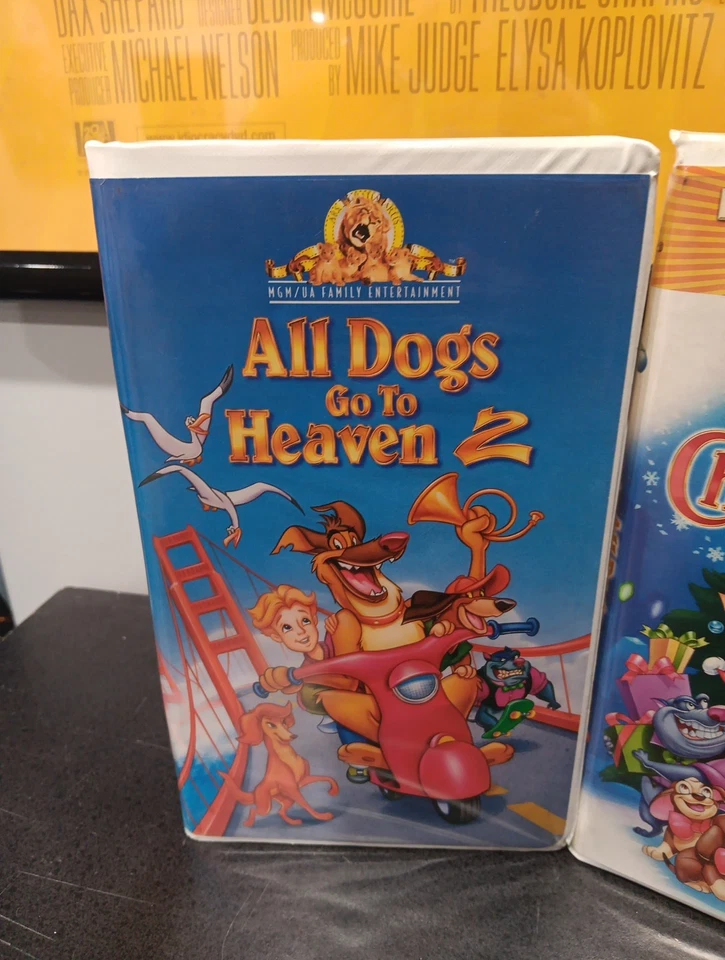 DAX SHEPARD
EXECUTIVE PRODUCER MICHAEL NELSON PRODUCED BY MIKE JUDGE ELYSA KOPLOVITZ
MGM/UA FAMILY ENTERTAINMENT
All Dogs
Go To
Heaven 2